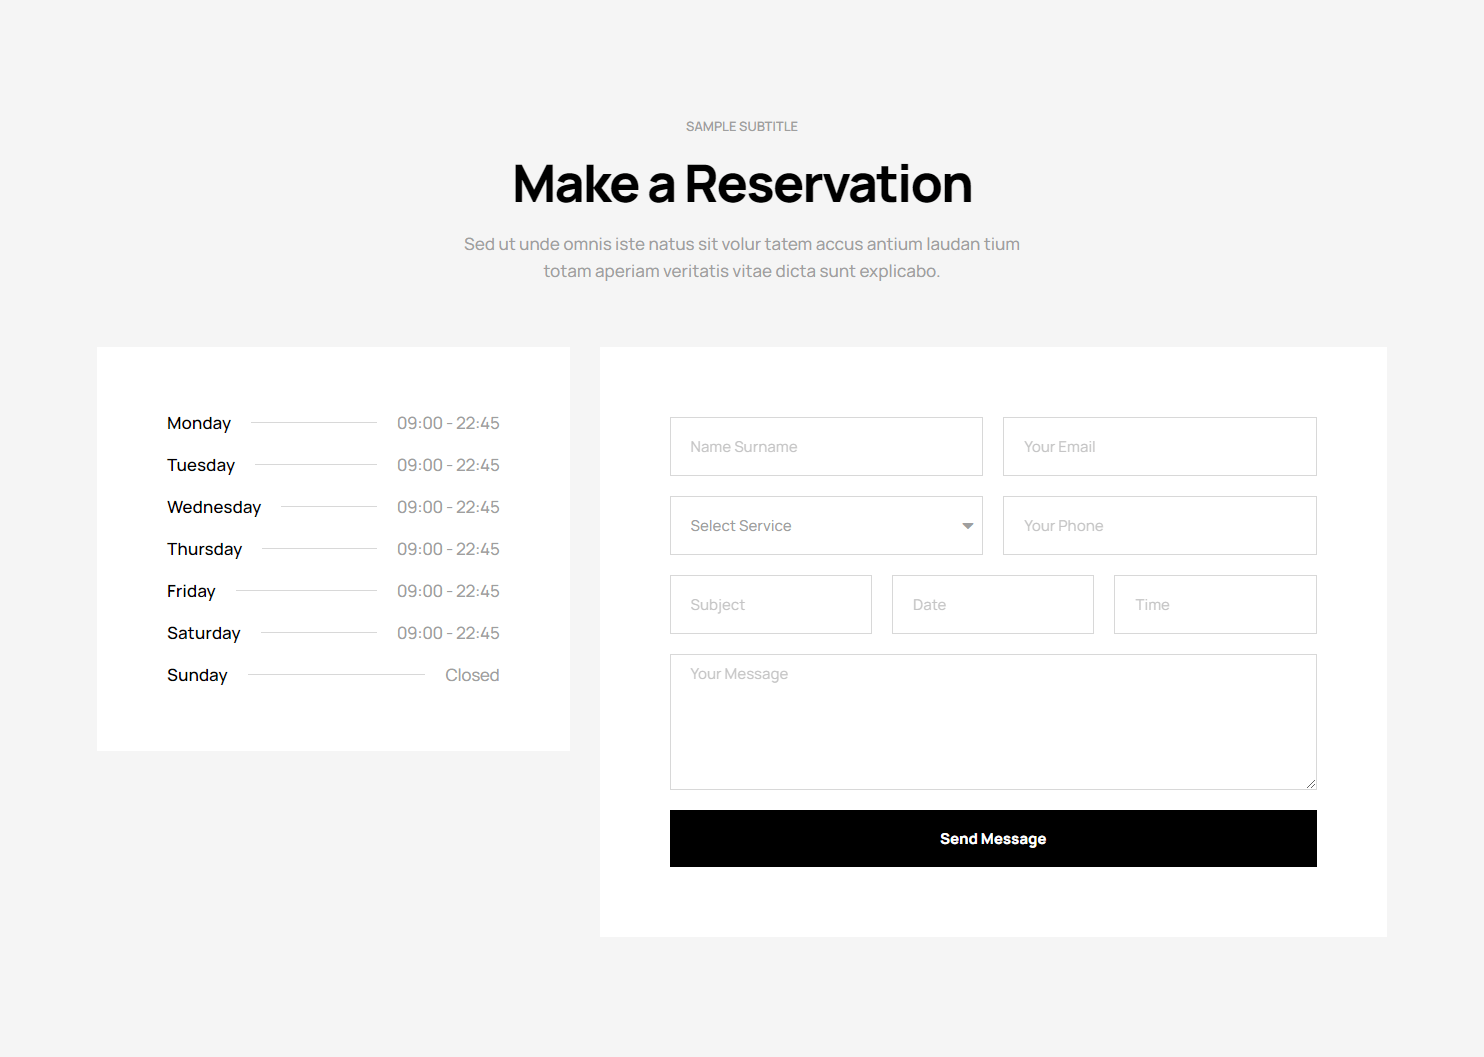 SAMPLE SUBTITLE
Make a Reservation
Sed ut unde omnis iste natus sit volur tatem accus antium laudan tium
totam aperiam veritatis vitae dicta sunt explicabo.
Monday 09:00 - 22:45
Tuesday 09:00 - 22:45
Wednesday 09:00 - 22:45
Thursday 09:00 - 22:45
Friday 09:00 - 22:45
Saturday 09:00 - 22:45
Sunday Closed
Name Surname Your Email
Select Service Your Phone
Subject Date Time
Your Message
Send Message